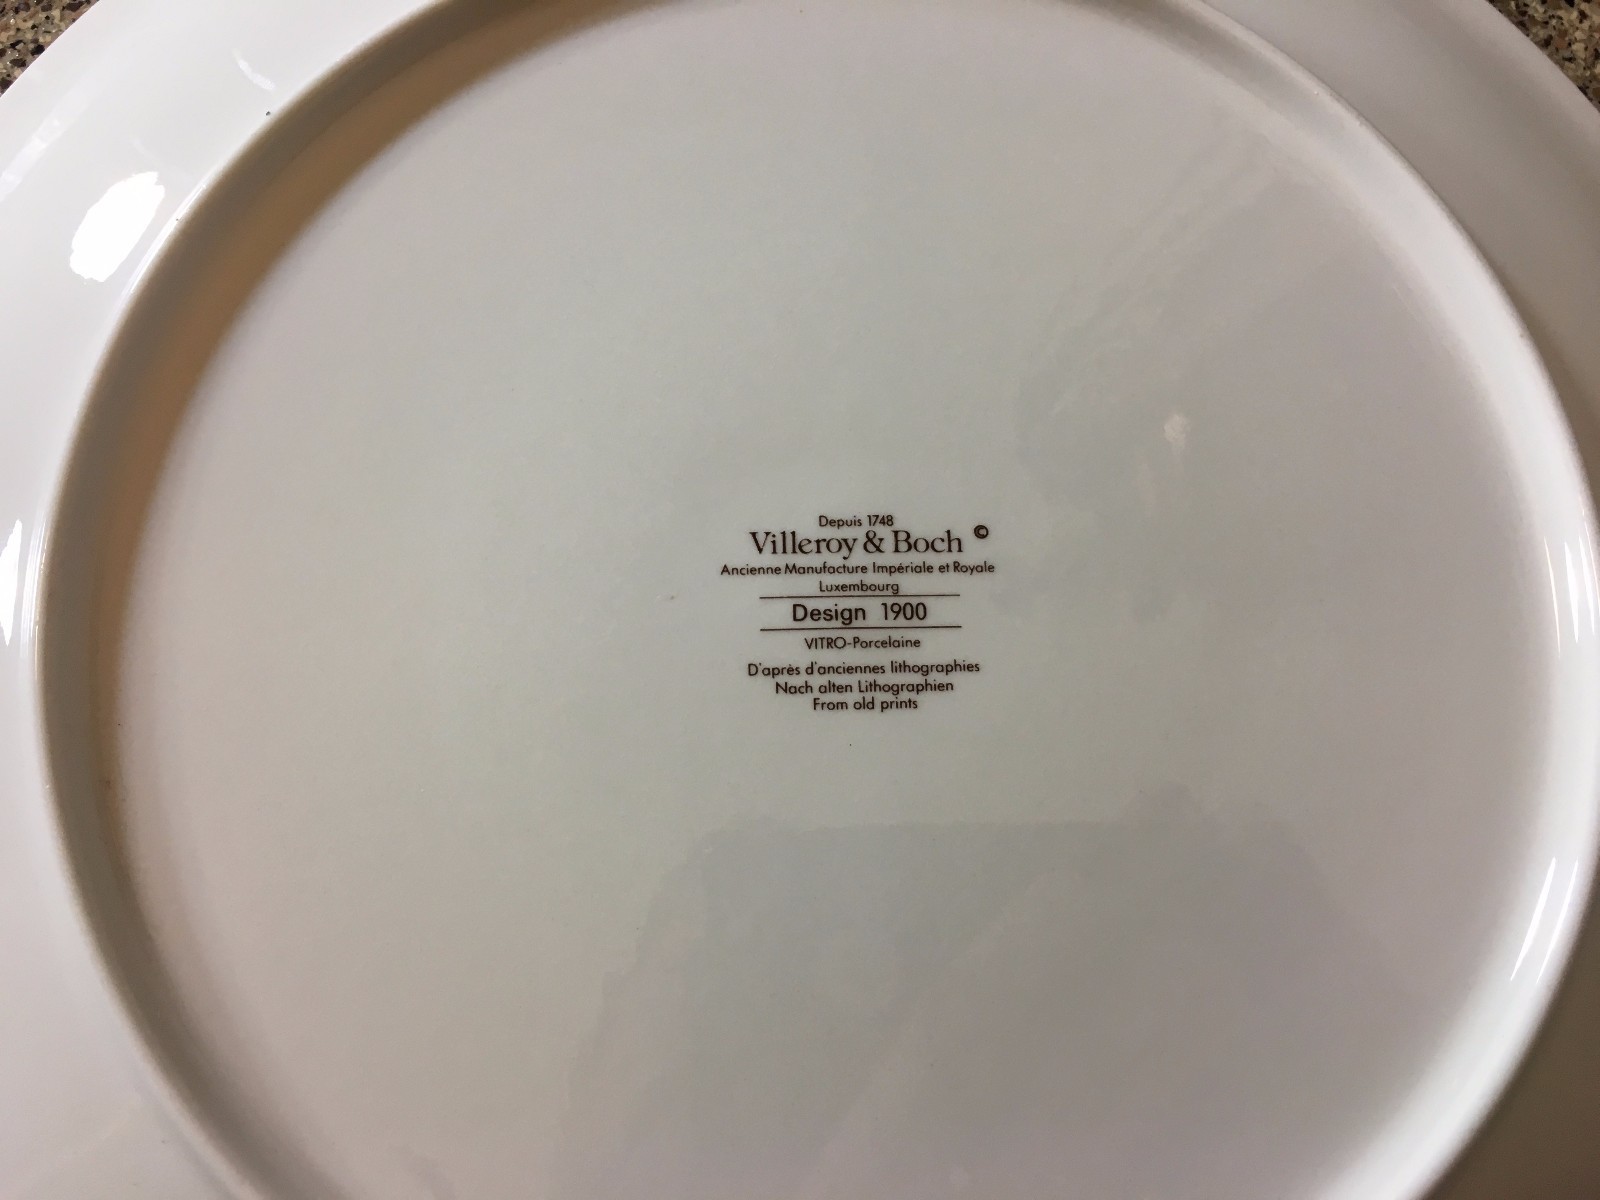 Depuis 1748
Villeroy & Boch ©
Ancienne Manufacture Impériale et Royale
Luxembourg
Design 1900
VITRO-Porcelaine
D'après d'anciennes lithographies
Nach alten Lithographien
From old prints